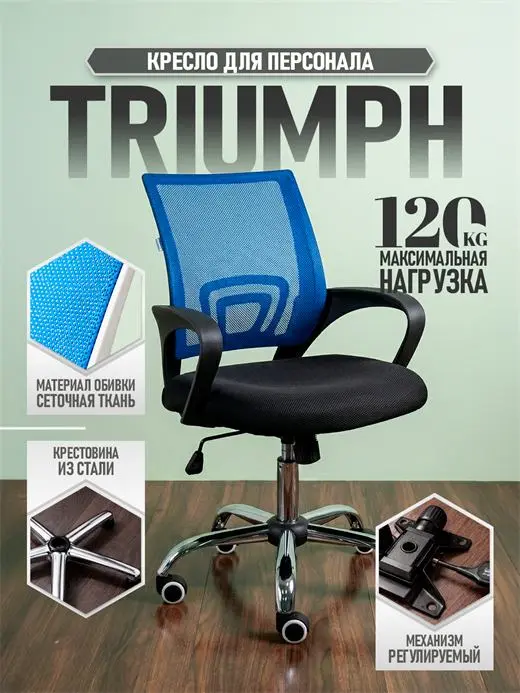 КРЕСЛО ДЛЯ ПЕРСОНАЛА
TRIUMPH
120 KG
МАКСИМАЛЬНАЯ
НАГРУЗКА
МАТЕРИАЛ ОБИВКИ
СЕТОЧНАЯ ТКАНЬ
КРЕСТОВИНА
ИЗ СТАЛИ
МЕХАНИЗМ
РЕГУЛИРУЕМЫЙ